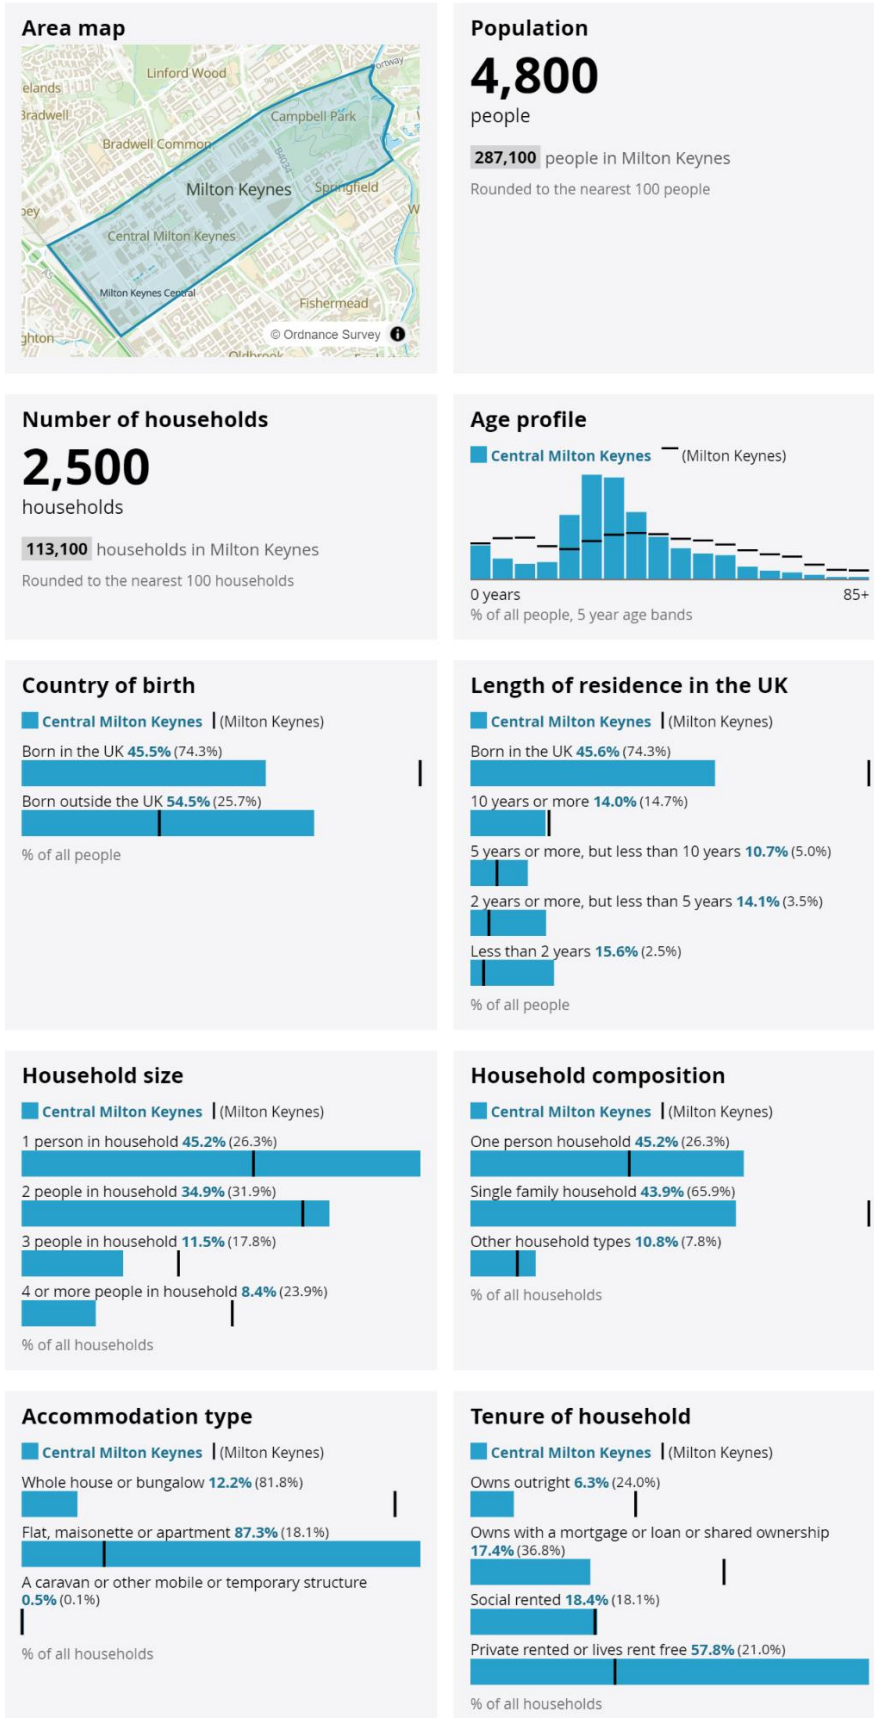 Area map
Linford Wood
ortway
elands
Bradwell
Campbell Park
Bradwell Common
B4034
Milton Keynes
Springfield
W
ey
Central Milton Keynes
Milton Keynes Central
Fishermead
ghton
© Ordnance Survey
Oldbrook
Population
4,800
people
287,100 people in Milton Keynes
Rounded to the nearest 100 people
Number of households
2,500
households
113,100 households in Milton Keynes
Rounded to the nearest 100 households
Age profile
Central Milton Keynes (Milton Keynes)
0 years 85+
% of all people, 5 year age bands
Country of birth
Central Milton Keynes (Milton Keynes)
Born in the UK 45.5% (74.3%)
Born outside the UK 54.5% (25.7%)
% of all people
Length of residence in the UK
Central Milton Keynes (Milton Keynes)
Born in the UK 45.6% (74.3%)
10 years or more 14.0% (14.7%)
5 years or more, but less than 10 years 10.7% (5.0%)
2 years or more, but less than 5 years 14.1% (3.5%)
Less than 2 years 15.6% (2.5%)
% of all people
Household size
Central Milton Keynes (Milton Keynes)
1 person in household 45.2% (26.3%)
2 people in household 34.9% (31.9%)
3 people in household 11.5% (17.8%)
4 or more people in household 8.4% (23.9%)
% of all households
Household composition
Central Milton Keynes (Milton Keynes)
One person household 45.2% (26.3%)
Single family household 43.9% (65.9%)
Other household types 10.8% (7.8%)
% of all households
Accommodation type
Central Milton Keynes (Milton Keynes)
Whole house or bungalow 12.2% (81.8%)
Flat, maisonette or apartment 87.3% (18.1%)
A caravan or other mobile or temporary structure
0.5% (0.1%)
% of all households
Tenure of household
Central Milton Keynes (Milton Keynes)
Owns outright 6.3% (24.0%)
Owns with a mortgage or loan or shared ownership
17.4% (36.8%)
Social rented 18.4% (18.1%)
Private rented or lives rent free 57.8% (21.0%)
% of all households